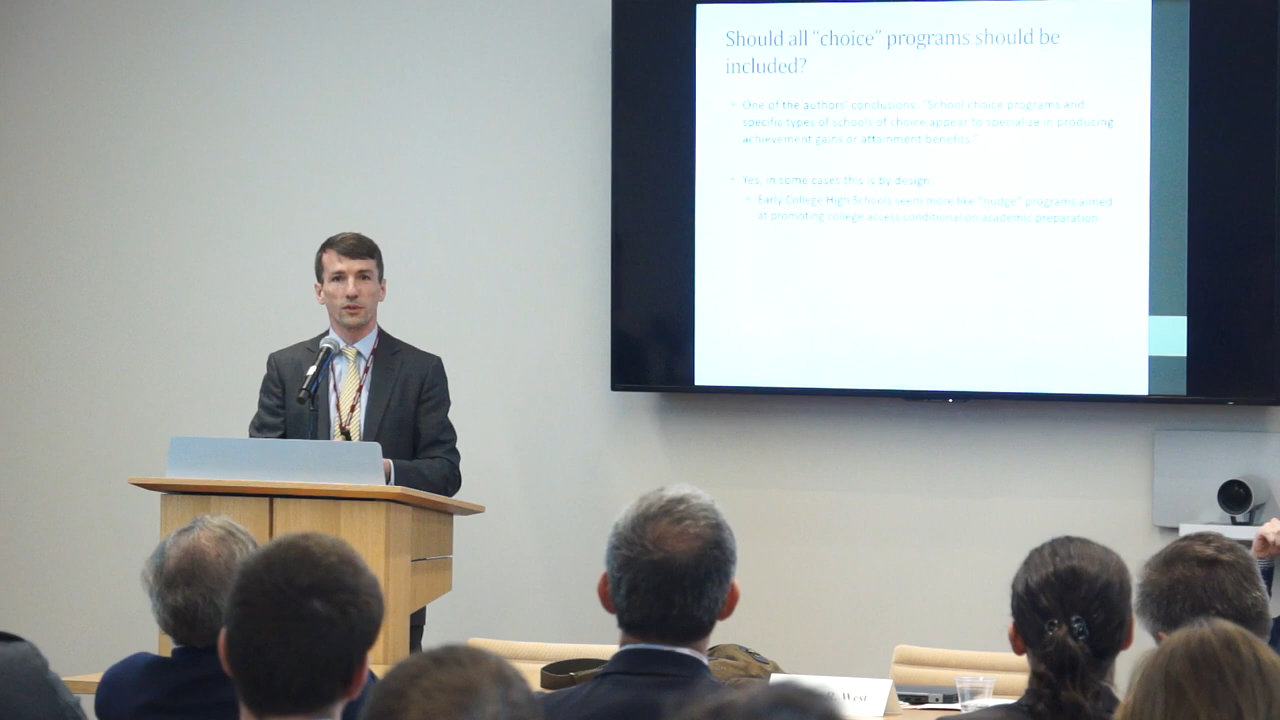 Should all “choice” programs should be
included?
One of the authors' conclusions: “School choice programs and
specific types of schools of choice appear to specialize in producing
achievement gains or attainment benefits.”
Yes, in some cases this is by design
Early College High Schools seem more like “nudge” programs aimed
at promoting college access conditional on academic preparation
West